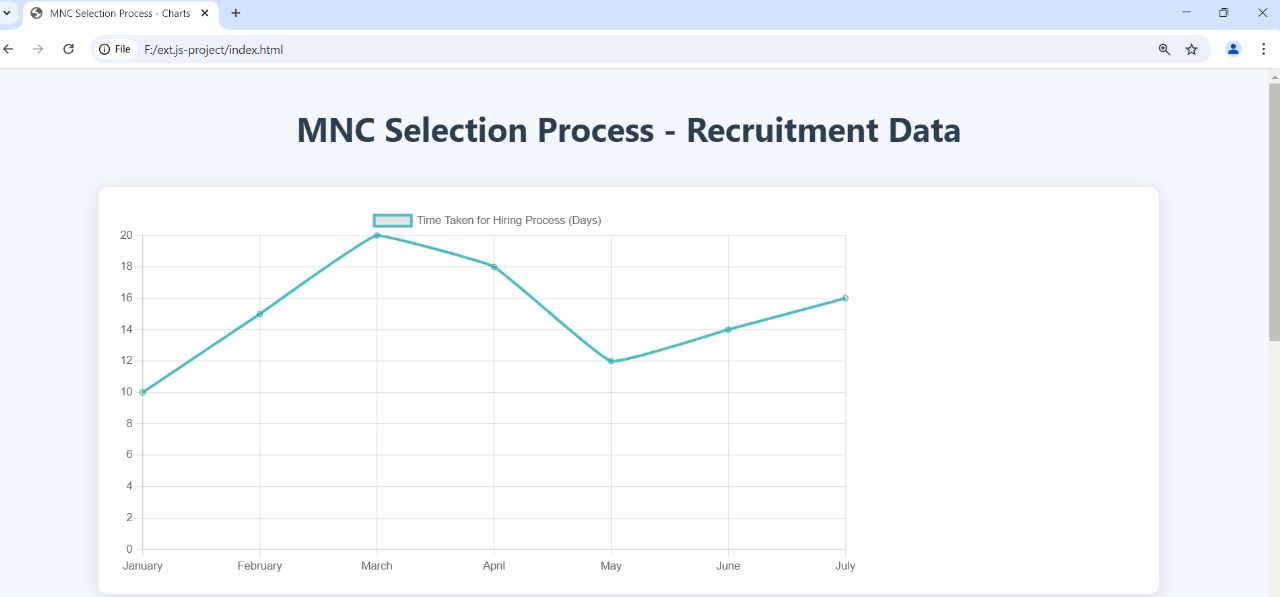 MNC Selection Process - Charts
File F:/ext.js-project/index.html
MNC Selection Process - Recruitment Data
Time Taken for Hiring Process (Days)
20
18
16
14
12
10
8
6
4
2
0
January February March April May June July